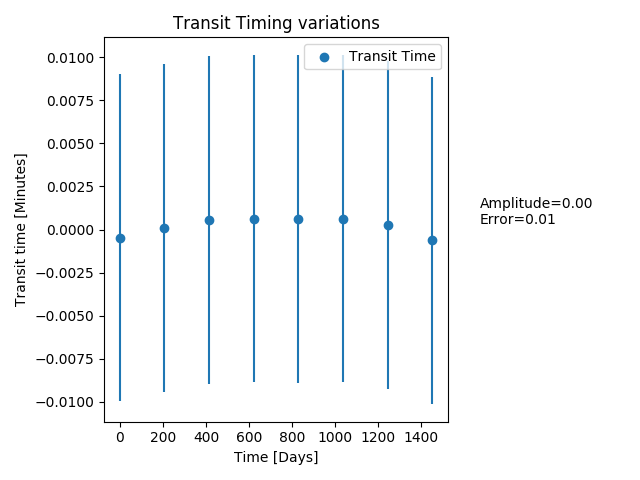 Transit Timing variations
Transit Time
0.0100
0.0075
0.0050
0.0025
0.0000
−0.0025
−0.0050
−0.0075
−0.0100
Transit time [Minutes]
0 200 400 600 800 1000 1200 1400
Time [Days]
Amplitude=0.00
Error=0.01